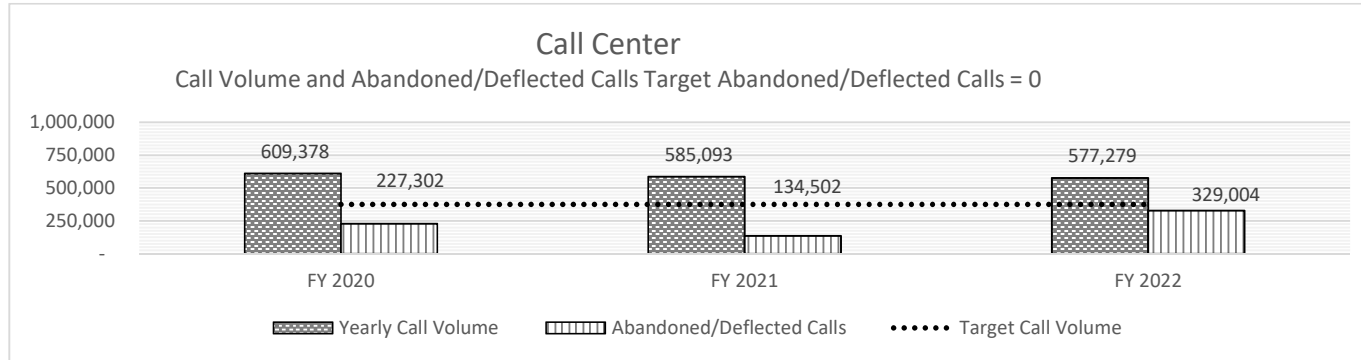 Call Center
Call Volume and Abandoned/Deflected Calls Target Abandoned/Deflected Calls = 0
1,000,000
750,000
500,000
250,000
-
609,378
227,302
585,093
134,502
577,279
329,004
FY 2020
FY 2021
FY 2022
Yearly Call Volume
Abandoned/Deflected Calls
Target Call Volume